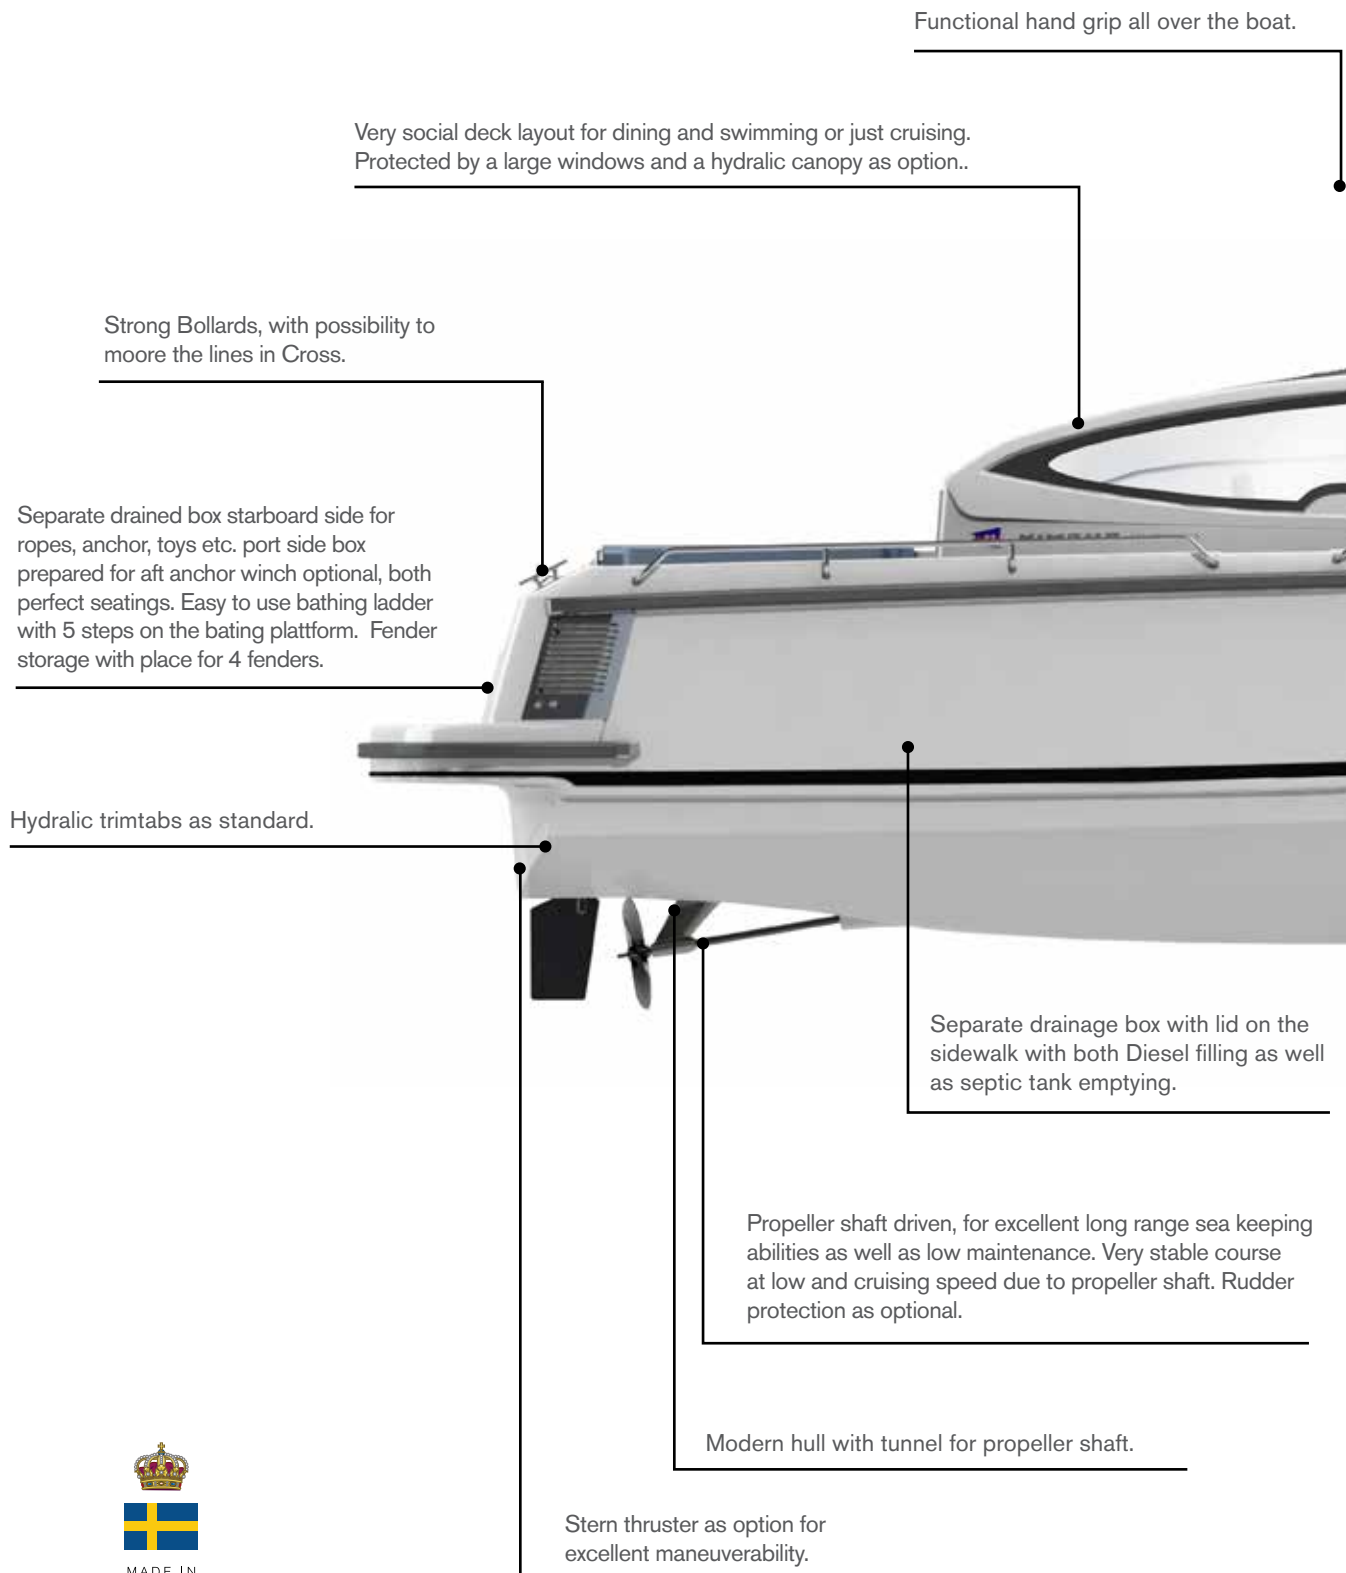 Functional hand grip all over the boat.
Very social deck layout for dining and swimming or just cruising.
Protected by a large windows and a hydralic canopy as option..
Strong Bollards, with possibility to
moore the lines in Cross.
Separate drained box starboard side for
ropes, anchor, toys etc. port side box
prepared for aft anchor winch optional, both
perfect seatings. Easy to use bathing ladder
with 5 steps on the bating plattform. Fender
storage with place for 4 fenders.
Hydralic trimtabs as standard.
Separate drainage box with lid on the
sidewalk with both Diesel filling as well
as septic tank emptying.
Propeller shaft driven, for excellent long range sea keeping
abilities as well as low maintenance. Very stable course
at low and cruising speed due to propeller shaft. Rudder
protection as optional.
Modern hull with tunnel for propeller shaft.
Stern thruster as option for
excellent maneuverability.
MADE IN